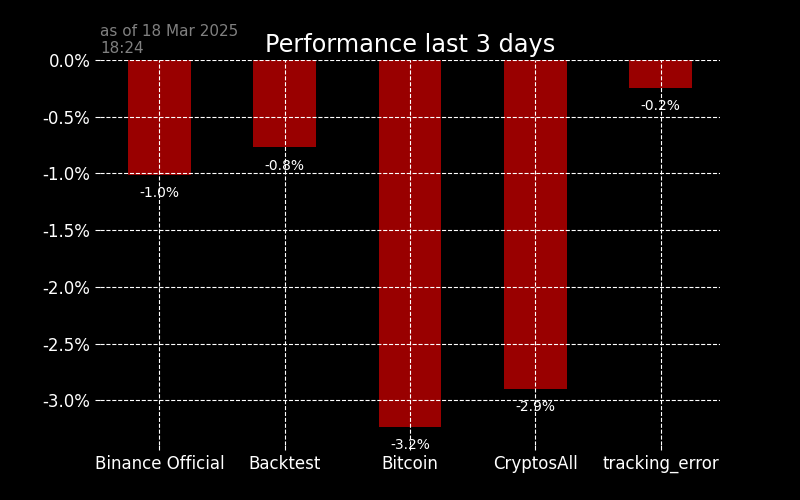 as of 18 Mar 2025
18:24
Performance last 3 days
0.0%
-0.5%
-1.0%
-1.5%
-2.0%
-2.5%
-3.0%
-1.0%
-0.8%
-3.2%
-2.9%
-0.2%
Binance Official
Backtest
Bitcoin
CryptosAll
tracking_error